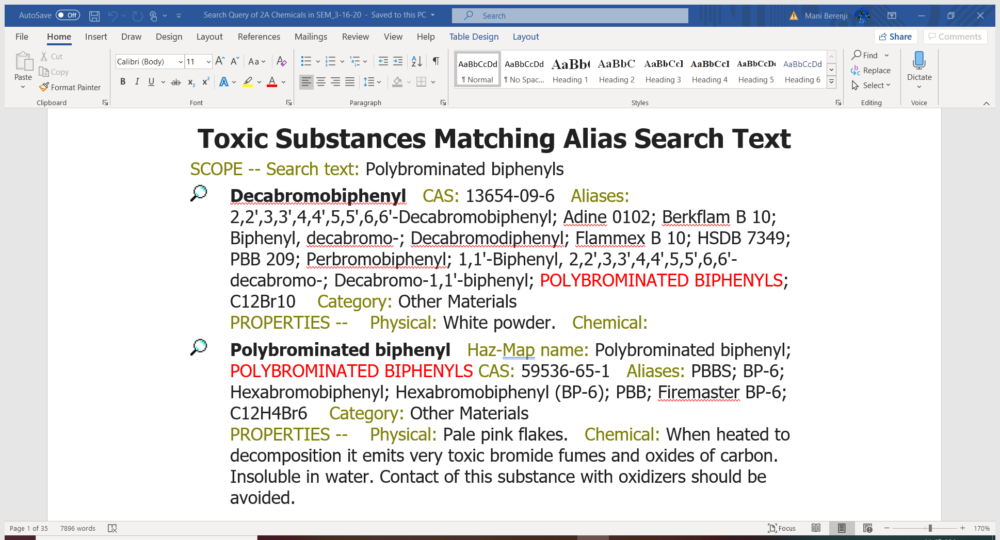 AutoSave Off Search Query of 2A Chemicals in SEM_3-16-20 - Saved to this PC Search Mani Berenji
File Home Insert Draw Design Layout References Mailings Review View Help Table Design Layout Share Comments
Paste Cut Copy Format Painter
Clipboard
Calibri (Body) 11
Font
Paragraph
AaBbCcDd AaBbCcDd AaBb( AaBbC AaBbCcI AaBbCcI AaBbCcDt AaBbCcDd
¶ Normal ¶ No Spac... Heading 1 Heading 2 Heading 3 Heading 4 Heading 5 Heading 6
Styles
Find
Replace
Select
Editing
Dictate
Voice
Toxic Substances Matching Alias Search Text
SCOPE -- Search text: Polybrominated biphenyls
Decabromobiphenyl CAS: 13654-09-6 Aliases:
2,2',3,3',4,4',5,5',6,6'-Decabromobiphenyl; Adine 0102; Berkflam B 10;
Biphenyl, decabromo-; Decabromodiphenyl; Flammex B 10; HSDB 7349;
PBB 209; Perbromobiphenyl; 1,1'-Biphenyl, 2,2',3,3',4,4',5,5',6,6'-
decabromo-; Decabromo-1,1'-biphenyl; POLYBROMINATED BIPHENYLS;
C12Br10 Category: Other Materials
PROPERTIES -- Physical: White powder. Chemical:
Polybrominated biphenyl Haz-Map name: Polybrominated biphenyl;
POLYBROMINATED BIPHENYLS CAS: 59536-65-1 Aliases: PBBS; BP-6;
Hexabromobiphenyl; Hexabromobiphenyl (BP-6); PBB; Firemaster BP-6;
C12H4Br6 Category: Other Materials
PROPERTIES -- Physical: Pale pink flakes. Chemical: When heated to
decomposition it emits very toxic bromide fumes and oxides of carbon.
Insoluble in water. Contact of this substance with oxidizers should be
avoided.
Page 1 of 35 7896 words Focus 170%